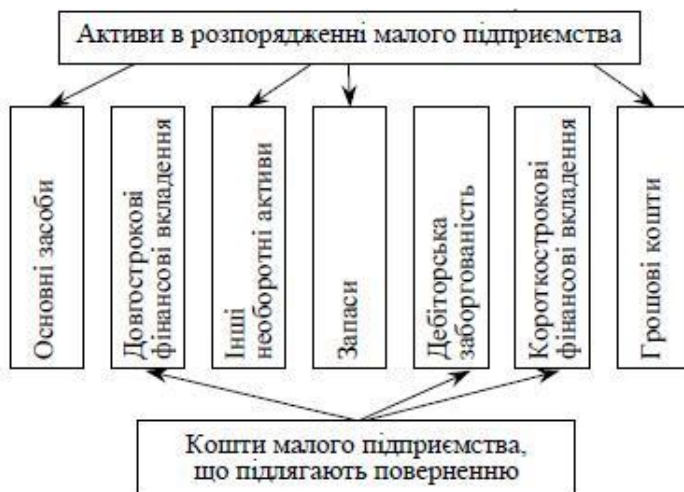 Активи в розпорядженні малого підприємства
Основні засоби
Довгострокові
фінансові вкладення
Інші
необоротні активи
Запаси
Дебіторська
заборгованість
Короткострокові
фінансові вкладення
Грошові кошти
Кошти малого підприємства,
що підлягають поверненню